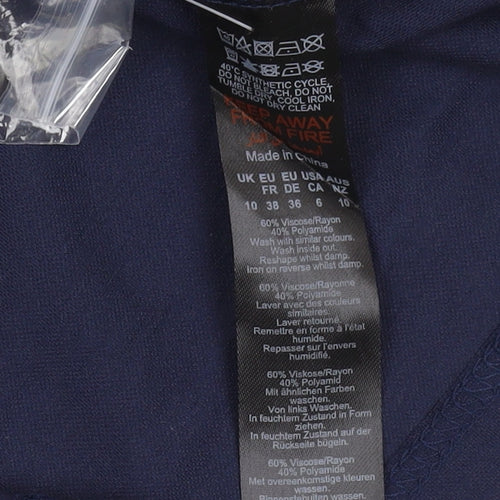 40°C SYNTHETIC CYCLE,
DO NOT BLEACH, DO NOT
TUMBLE DRY, COOL IRON,
DO NOT DRY CLEAN
KEEP AWAY
FROM FIRE
Made in China
UK EU EU USA AUS
FR DE CA NZ
10 38 36 6 10
60% Viscose/Rayon
40% Polyamide
Wash with similar colours.
Wash inside out.
Reshape whilst damp.
Iron on reverse whilst damp.
60% Viscose/Rayonne
40% Polyamide
Laver avec des couleurs
similaires.
Laver retourné.
Remettre en forme à l'état
humide.
Repasser sur l'envers
humidifié.
60% Viskose/Rayon
40% Polyamid
Mit ähnlichen Farben
waschen.
Von links Waschen.
In feuchtem Zustand in Form
ziehen.
In feuchtem Zustand auf der
Rückseite bügeln.
60% Viscose/Rayon
40% Polyamide
Met overeenkomstige kleuren
wassen.
Binnenstebuiten wassen.